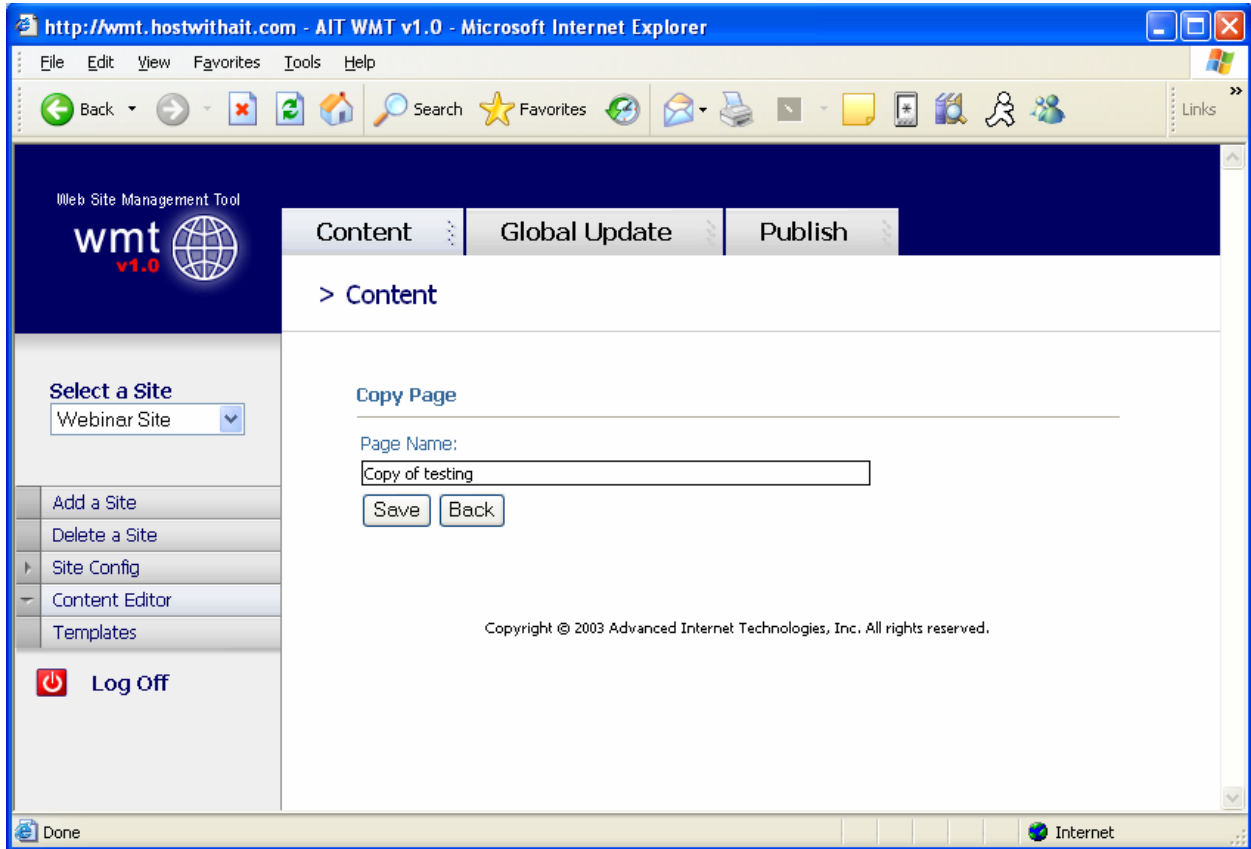 http://wmt.hostwithait.com - AIT WMT v1.0 - Microsoft Internet Explorer
File Edit View Favorites Tools Help
Back Search Favorites Links
Web Site Management Tool
wmt
v1.0
Content Global Update Publish
> Content
Select a Site
Webinar Site
Copy Page
Page Name:
Copy of testing
Save Back
Add a Site
Delete a Site
Site Config
Content Editor
Templates
Copyright © 2003 Advanced Internet Technologies, Inc. All rights reserved.
Log Off
Done Internet